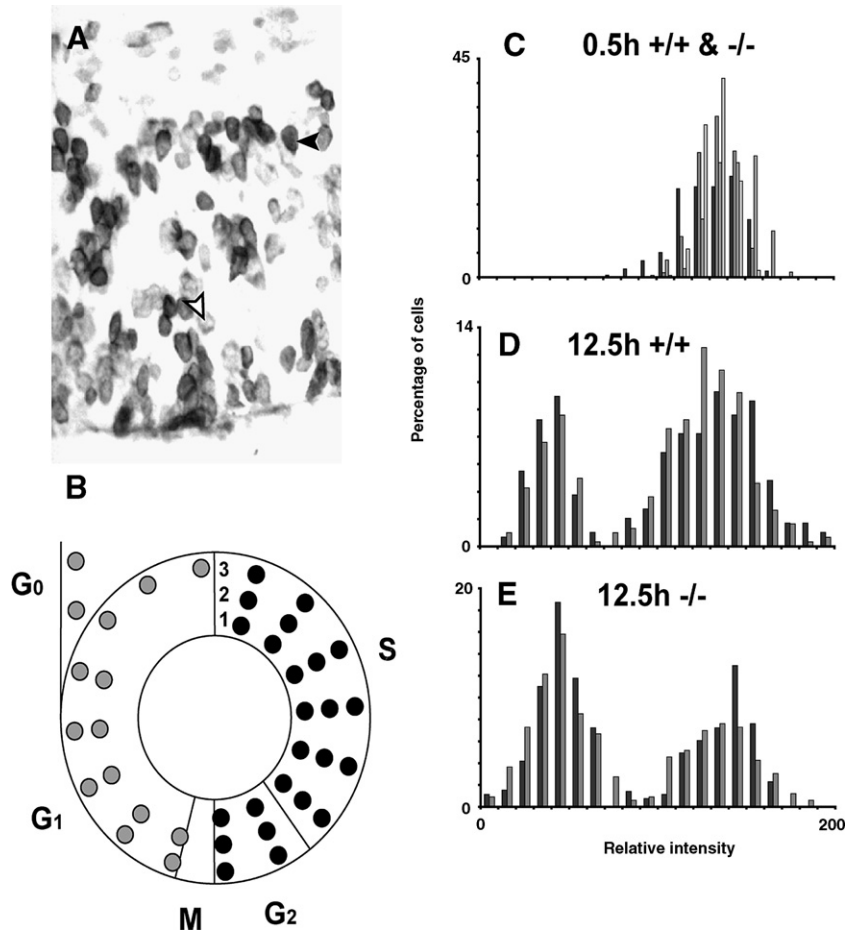 A
B
G0
3
2
1
S
G1
M
G2
C
0.5h +/+ & -/-
45
0
D
12.5h +/+
14
0
Percentage of cells
E
12.5h -/-
20
0
0
200
Relative intensity